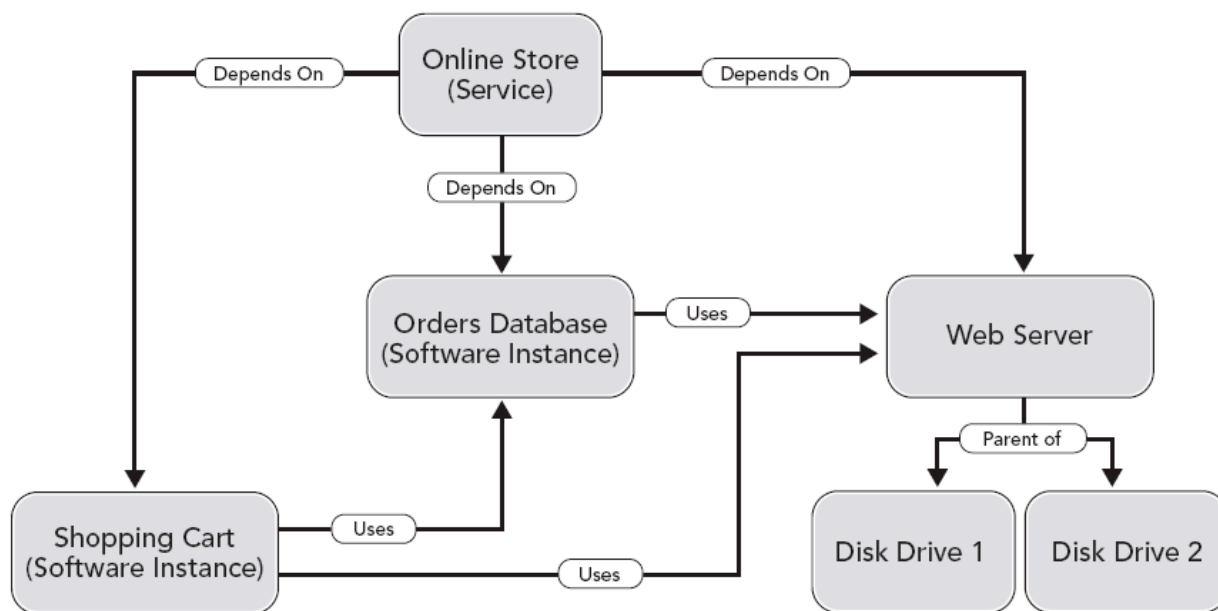 Online Store
(Service)
Depends On
Depends On
Depends On
Orders Database
(Software Instance)
Uses
Web Server
Parent of
Shopping Cart
(Software Instance)
Uses
Uses
Disk Drive 1
Disk Drive 2